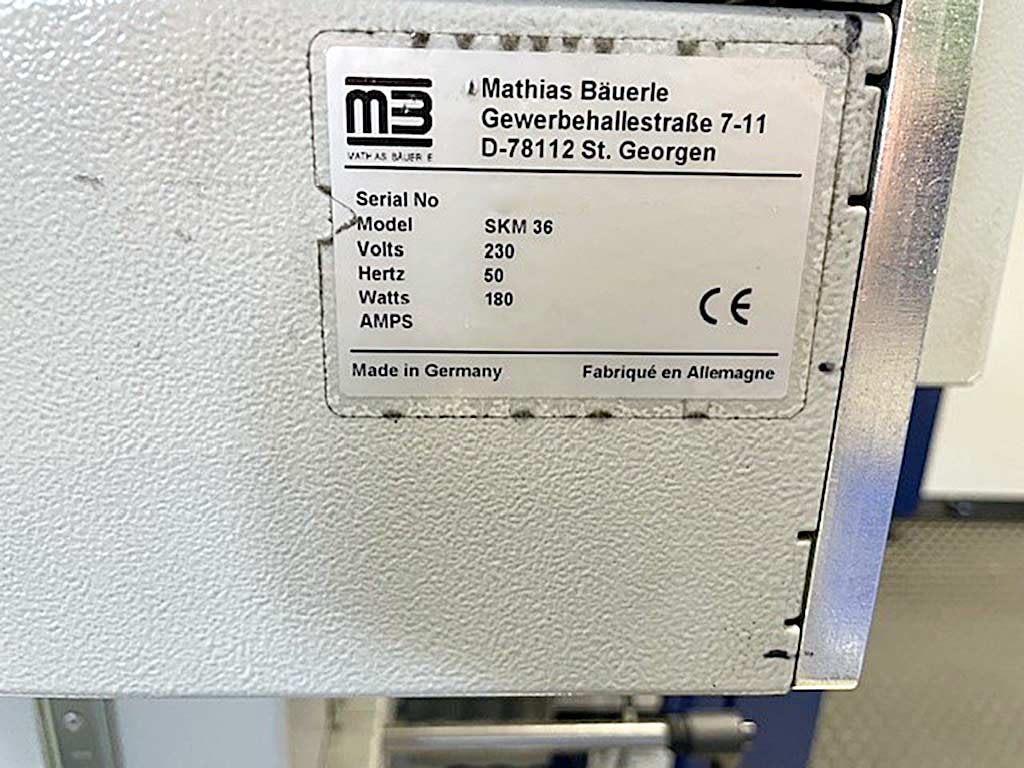 MB
MATHIAS BÄUERLE
Mathias Bäuerle
Gewerbehallestraße 7-11
D-78112 St. Georgen
Serial No
Model SKM 36
Volts 230
Hertz 50
Watts 180
AMPS
CE
Made in Germany Fabriqué en Allemagne